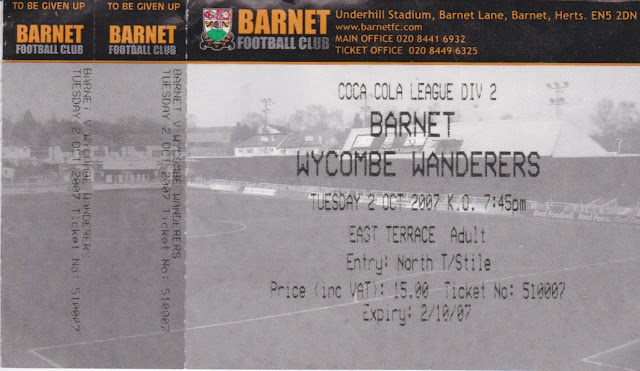 TO BE GIVEN UP
BARNET
FOOTBALL CLUB
TO BE GIVEN UP
BARNET
FOOTBALL CLUB
BARNET V WYCOMBE WANDERERS
TUESDAY 2 OCT 2007 Ticket No: 510007
BARNET V WYCOMBE WANDERERS
TUESDAY 2 OCT 2007 Ticket No: 510007
BARNET
FOOTBALL CLUB
Underhill Stadium, Barnet Lane, Barnet, Herts. EN5 2DN
www.barnetfc.com
MAIN OFFICE 020 8441 6932
TICKET OFFICE 020 8449 6325
COCA COLA LEAGUE DIV 2
BARNET
WYCOMBE WANDERERS
TUESDAY 2 OCT 2007 K.O. 7:45pm
EAST TERRACE Adult
Entry: North T/Stile
Price (inc VAT): 15.00 Ticket No: 510007
Expiry: 2/10/07